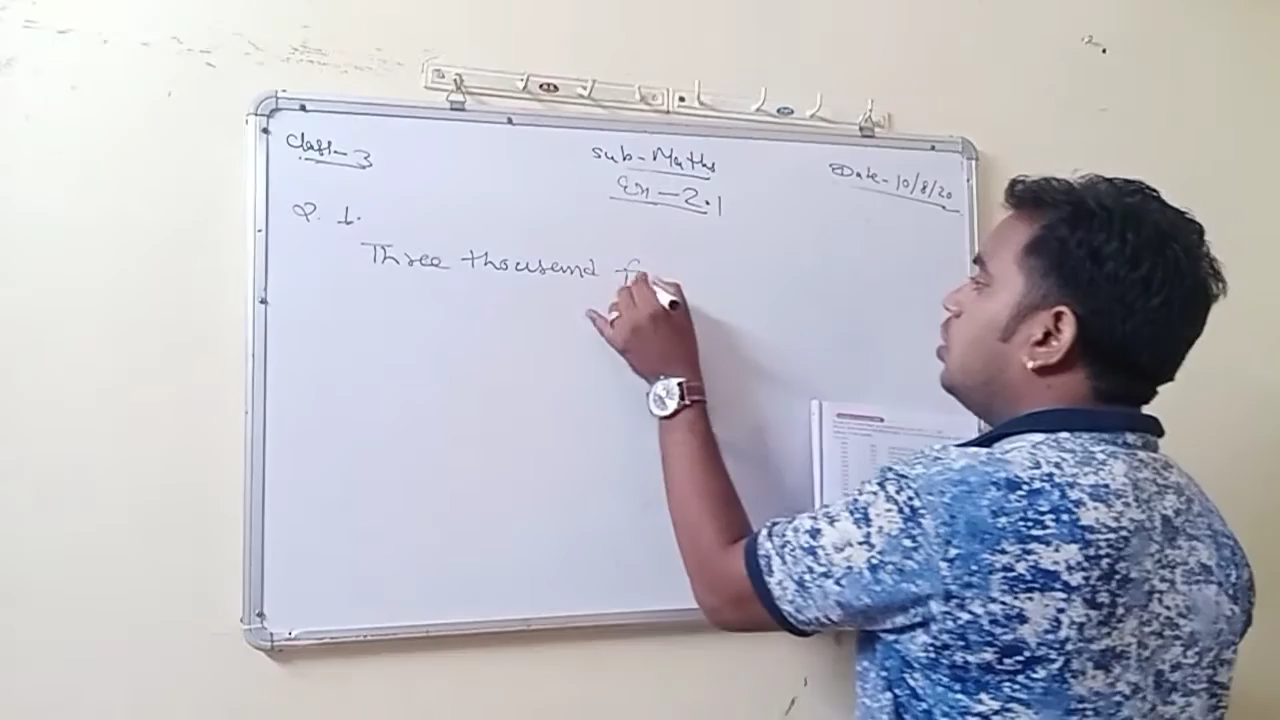 Class-3
Sub-Maths
Date-10/8/20
Ex-2.1
Q. 1.
Three thousand f